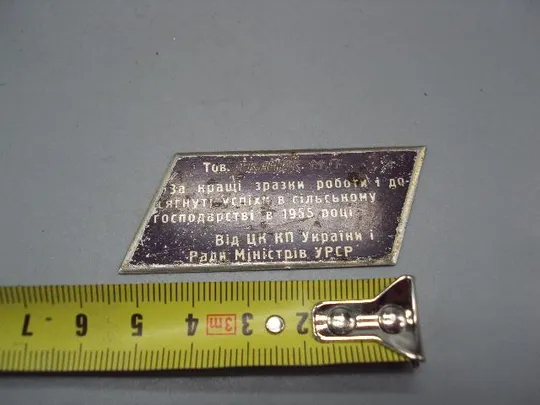 Тов.
За кращі зразки роботи і до-
сягнуті успіхи в сільському
господарстві в 1955 році
Від ЦК КП України і
Ради Міністрів УРСР
7 6 5 4 3m 3 2